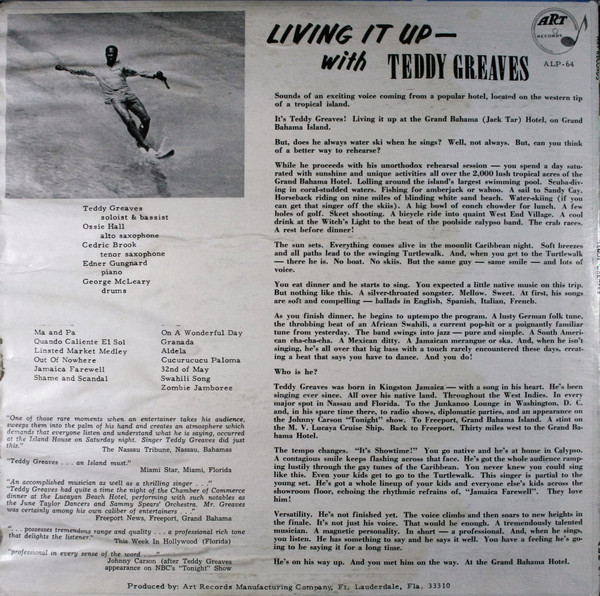 LIVING IT UP—
with TEDDY GREAVES
ART
RECORDS
ALP-64
Sounds of an exciting voice coming from a popular hotel, located on the western tip
of a tropical island.
It's Teddy Greaves! Living it up at the Grand Bahama (Jack Tar) Hotel, on Grand
Bahama Island.
But, does he always water ski when he sings? Well, not always. But, can you think
of a better way to rehearse?
While he proceeds with his unorthodox rehearsal session — you spend a day satu-
rated with sunshine and unique activities all over the 2,000 lush tropical acres of the
Grand Bahama Hotel. Lolling around the island's largest swimming pool. Scuba-div-
ing in coral-studded waters. Fishing for amberjack or wahoo. A sail to Sandy Cay.
Horseback riding on nine miles of blinding white sand beach. Water-skiing (if you
can get that singer off the skiis). A big bowl of conch chowder for lunch. A few
holes of golf. Skeet shooting. A bicycle ride into quaint West End Village. A cool
drink at the Witch's Light to the beat of the poolside calypso band. The crab races.
A rest before dinner!
The sun sets. Everything comes alive in the moonlit Caribbean night. Soft breezes
and all paths lead to the swinging Turtlewalk. And, when you get to the Turtlewalk
— there he is. No boat. No skiis. But the same guy — same smile — and lots of
voice.
You eat dinner and he starts to sing. You expected a little native music on this trip.
But nothing like this. A silver-throated songster. Mellow. Sweet. At first, his songs
are soft and compelling — ballads in English, Spanish, Italian, French.
As you finish dinner, he begins to uptempo the program. A lusty German folk tune,
the throbbing beat of an African Swahili, a current pop-hit or a poignantly familiar
tune from yesterday. The band swings into jazz — pure and simple. A South Ameri-
can cha-cha-cha. A Mexican ditty. A Jamaican merangue or ska. And, when he isn't
singing, he's all over that big bass with a touch rarely encountered these days, creat-
ing a beat that says you have to dance. And you do!
Who is he?
Teddy Greaves was born in Kingston Jamaica — with a song in his heart. He's been
singing ever since. All over his native land. Throughout the West Indies. In every
major spot in Nassau and Florida. To the Junkanoo Lounge in Washington, D. C.
and, in his spare time there, to radio shows, diplomatic parties, and an appearance on
the Johnny Carson "Tonight" show. To Freeport, Grand Bahama Island. A stint on
the M. V. Lucaya Cruise Ship. Back to Freeport. Thirty miles west to the Grand Ba-
hama Hotel.
The tempo changes. "It's Showtime!" You go native and he's at home in Calypso.
A contagious smile keeps flashing across that face. He's got the whole audience romp-
ing lustily through the gay tunes of the Caribbean. You never knew you could sing
like this. Even your kids get to go to the Turtlewalk. This singer is partial to the
young set. He's got a whole lineup of your kids and everyone else's kids across the
showroom floor, echoing the rhythmic refrains of, "Jamaica Farewell". They love
him!
Versatility. He's not finished yet. The voice climbs and then soars to new heights in
the finale. It's not just his voice. That would be enough. A tremendously talented
musician. A magnetic personality. In short — a professional. And, when he sings,
you listen. He has something to say and he says it well. You have a feeling he's go-
ing to be saying it for a long time.
He's on his way up. And you met him on the way. At the Grand Bahama Hotel.
Teddy Greaves
soloist & bassist
Ossie Hall
alto saxophone
Cedric Brook
tenor saxophone
Edner Gungnard
piano
George McLeary
drums
Ma and Pa
Quando Caliente El Sol
Linsted Market Medley
Out Of Nowhere
Jamaica Farewell
Shame and Scandal
On A Wonderful Day
Granada
Aldela
Cucurucucu Paloma
32nd of May
Swahili Song
Zombie Jamboree
"One of those rare moments when an entertainer takes his audience,
sweeps them into the palm of his hand and creates an atmosphere which
demands that everyone listen and understand what he is saying, occurred
at the Island House on Saturday night. Singer Teddy Greaves did just
this."
The Nassau Tribune, Nassau, Bahamas
"Teddy Greaves . . . an Island must."
Miami Star, Miami, Florida
"An accomplished musician as well as a thrilling singer . . ."
"Teddy Greaves had quite a time the night of the Chamber of Commerce
dinner at the Lucayan Beach Hotel, performing with such notables as
the June Taylor Dancers and Sammy Spears' Orchestra. Mr. Greaves
was certainly among his own caliber of entertainers . . ."
Freeport News, Freeport, Grand Bahama
". . . possesses tremendous range and quality . . . a professional rich tone
that delights the listener."
This Week In Hollywood (Florida)
"professional in every sense of the word . . ."
Johnny Carson (after Teddy Greaves
appearance on NBC's "Tonight" Show)
Produced by: Art Records Manufacturing Company, Ft. Lauderdale, Fla. 33310